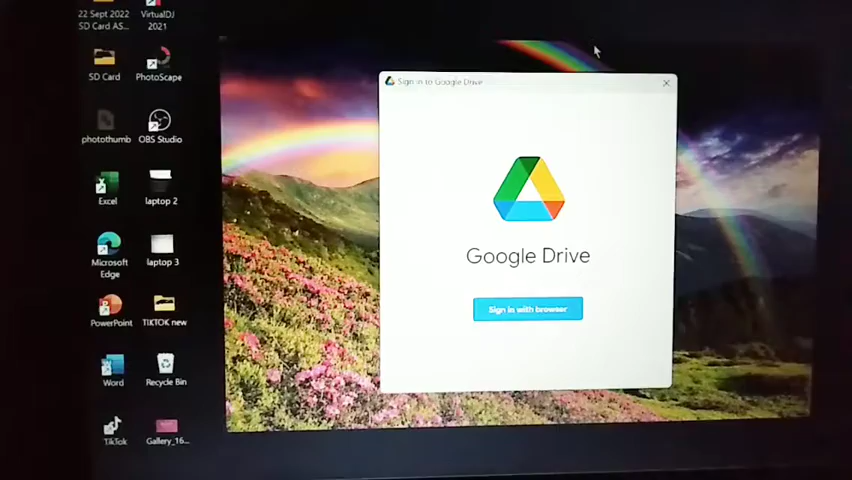 22 Sept 2022
SD Card AS...
VirtualDJ
2021
SD Card
PhotoScape
photothumb
OBS Studio
Excel
laptop 2
Microsoft
Edge
laptop 3
PowerPoint
TIKTOK new
Word
Recycle Bin
TikTok
Gallery_16...
Sign in to Google Drive
Google Drive
Sign in with browser